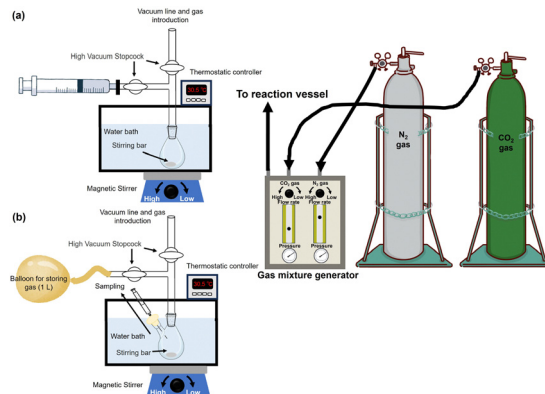 (a)
Vacuum line and gas
introduction
High Vacuum Stopcock
Thermostatic controller
30.5 °C
Water bath
Stirring bar
High
Low
Magnetic Stirrer
(b)
Vacuum line and gas
introduction
High Vacuum Stopcock
Thermostatic controller
Balloon for storing
gas (1 L)
Sampling
Water bath
Stirring bar
Magnetic Stirrer
High
Low
To reaction vessel
CO2 gas
N2 gas
High
Low
High
Low
Flow rate
Flow rate
Pressure
Pressure
Gas mixture generator
N2
gas
CO2
gas